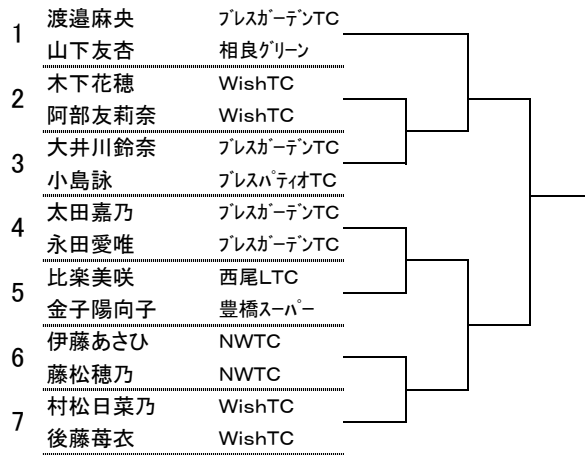 1
渡邉麻央 ﾌﾞﾚｽｶﾞｰﾃﾞﾝTC
山下友杏 相良ｸﾞﾘｰﾝ
2
木下花穂 WishTC
阿部友莉奈 WishTC
3
大井川鈴奈 ﾌﾞﾚｽｶﾞｰﾃﾞﾝTC
小島詠 ﾌﾞﾚｽﾊﾟﾃｨｵTC
4
太田嘉乃 ﾌﾞﾚｽｶﾞｰﾃﾞﾝTC
永田愛唯 ﾌﾞﾚｽｶﾞｰﾃﾞﾝTC
5
比楽美咲 西尾LTC
金子陽向子 豊橋ｽｰﾊﾟｰ
6
伊藤あさひ NWTC
藤松穂乃 NWTC
7
村松日菜乃 WishTC
後藤苺衣 WishTC